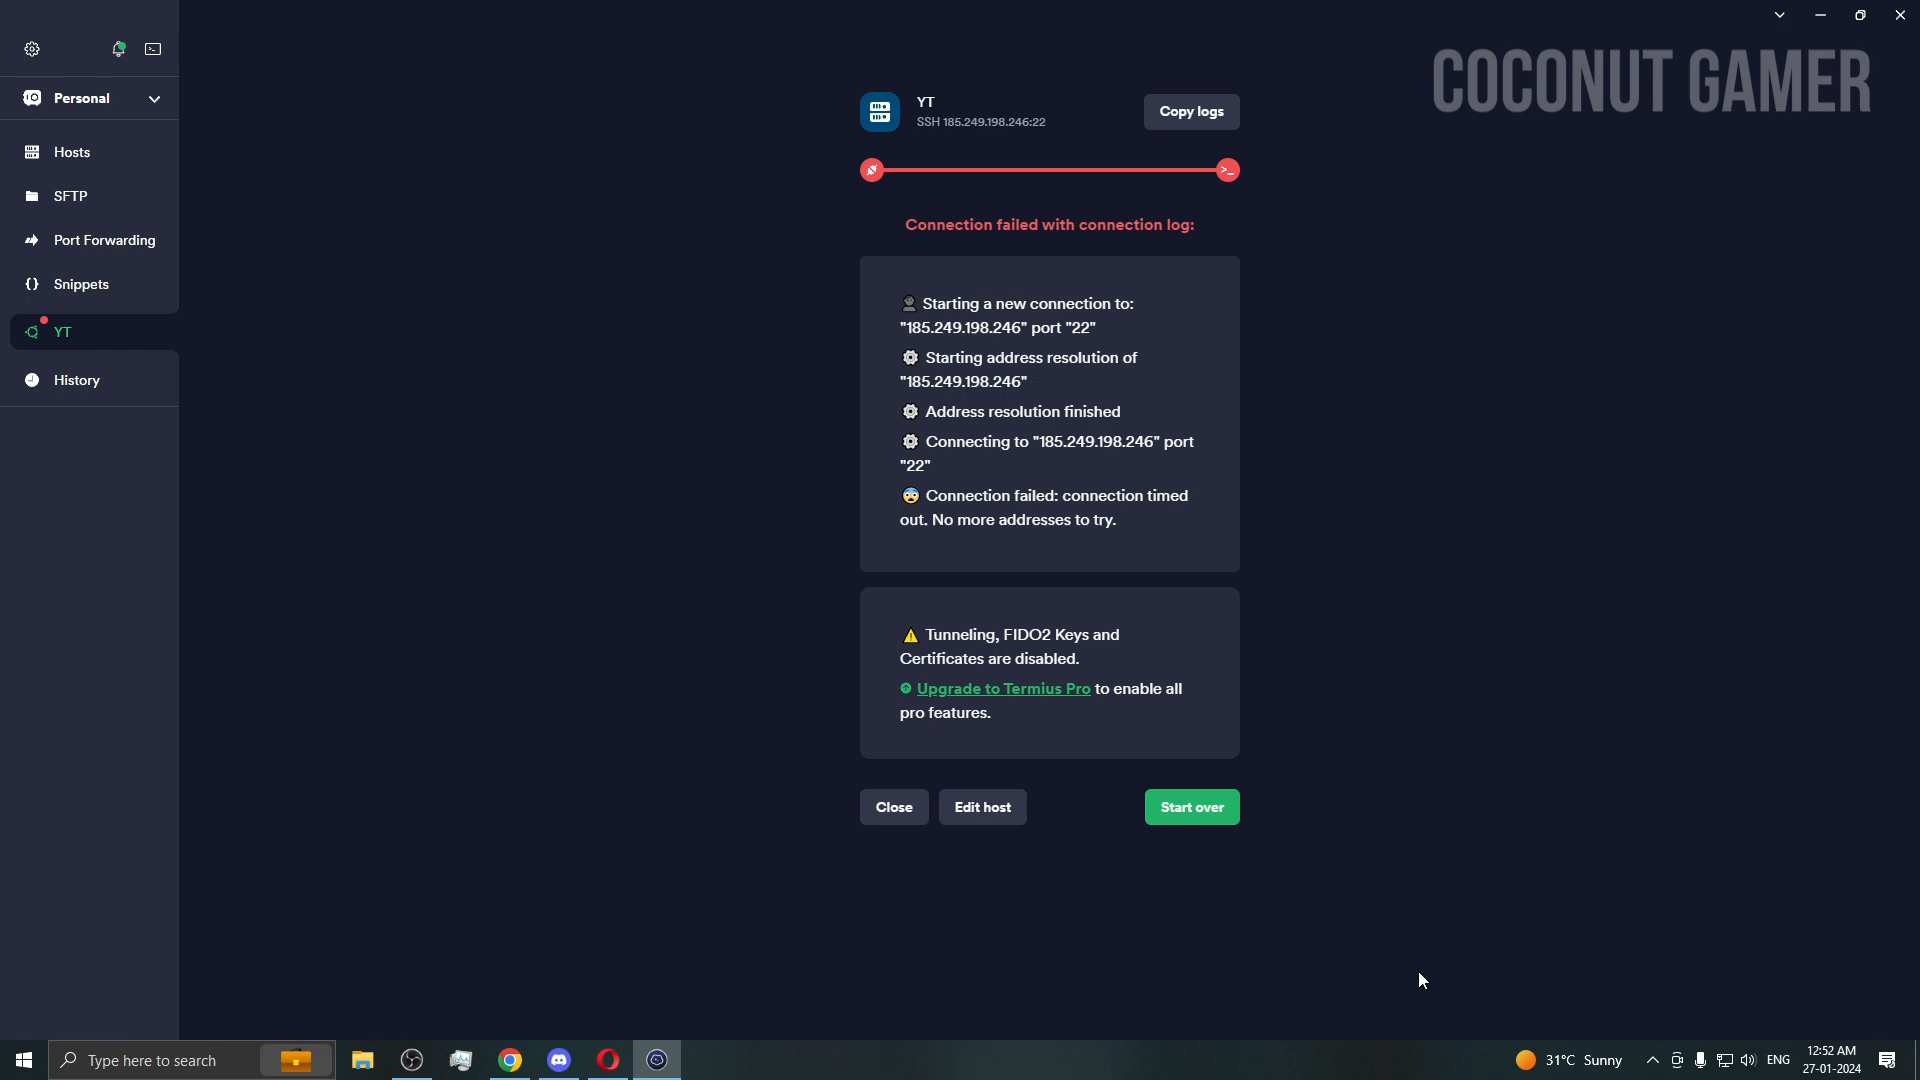 COCONUT GAMER
Personal
Hosts
SFTP
Port Forwarding
Snippets
YT
History
YT
SSH 185.249.198.246:22
Copy logs
Connection failed with connection log:
Starting a new connection to:
"185.249.198.246" port "22"
Starting address resolution of
"185.249.198.246"
Address resolution finished
Connecting to "185.249.198.246" port
"22"
Connection failed: connection timed
out. No more addresses to try.
Tunneling, FIDO2 Keys and
Certificates are disabled.
Upgrade to Termius Pro to enable all
pro features.
Close
Edit host
Start over
Type here to search
31°C Sunny
ENG
12:52 AM
27-01-2024